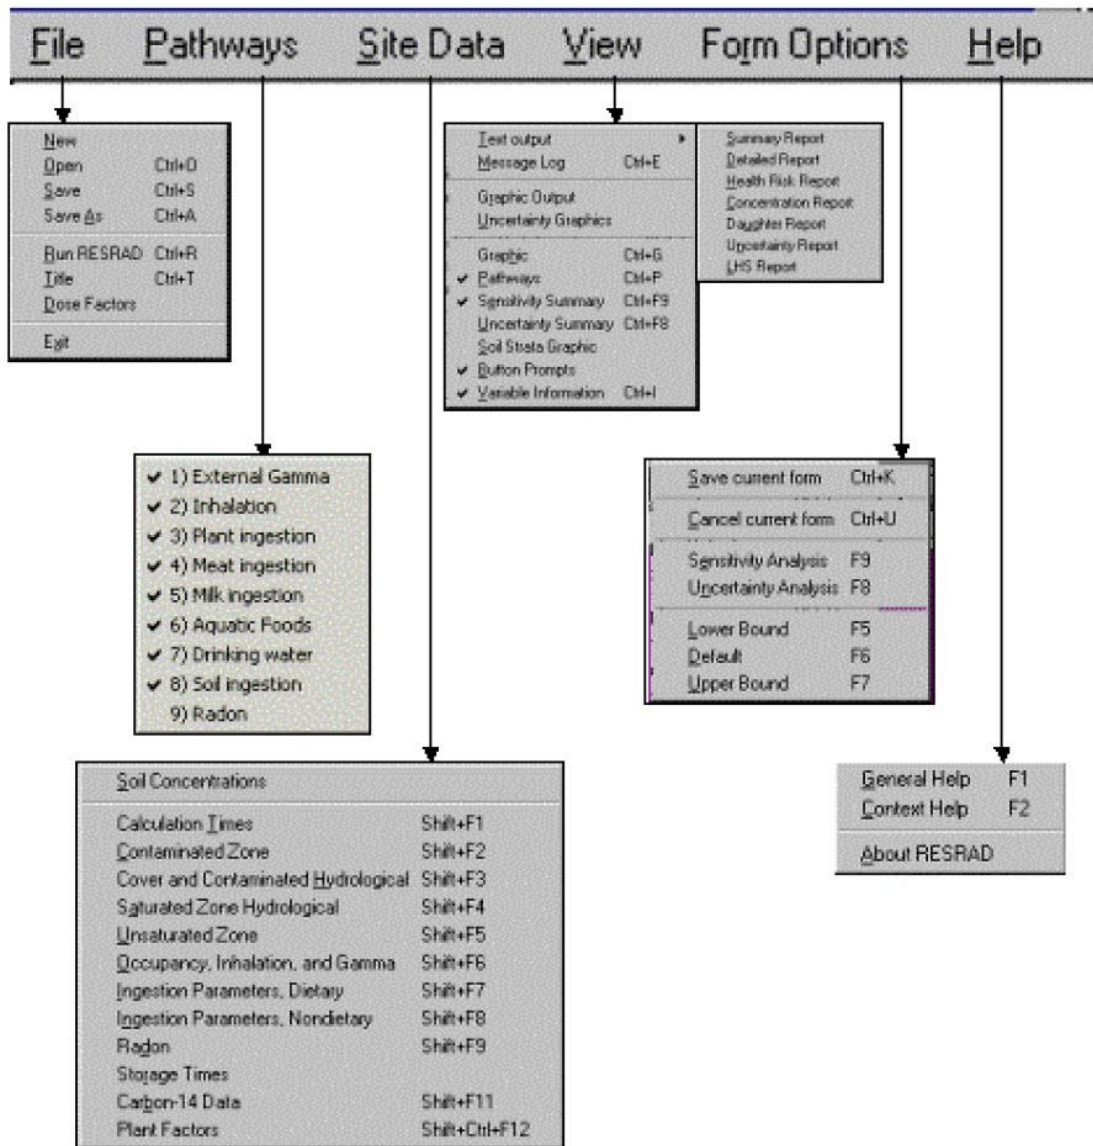 File Pathways Site Data View Form Options Help
New
Open Ctrl+O
Save Ctrl+S
Save As Ctrl+A
Run RESRAD Ctrl+R
Title Ctrl+T
Dose Factors
Exit
Text output
Message Log Ctrl+E
Graphic Output
Uncertainty Graphics
Graphic Ctrl+G
Pathways Ctrl+P
Sensitivity Summary Ctrl+F9
Uncertainty Summary Ctrl+F8
Soil Strata Graphic
Button Prompts
Variable Information Ctrl+I
Summary Report
Detailed Report
Health Risk Report
Concentration Report
Daughter Report
Uncertainty Report
LHS Report
1) External Gamma
2) Inhalation
3) Plant ingestion
4) Meat ingestion
5) Milk ingestion
6) Aquatic Foods
7) Drinking water
8) Soil ingestion
9) Radon
Save current form Ctrl+K
Cancel current form Ctrl+U
Sensitivity Analysis F9
Uncertainty Analysis F8
Lower Bound F5
Default F6
Upper Bound F7
Soil Concentrations
Calculation Times Shift+F1
Contaminated Zone Shift+F2
Cover and Contaminated Hydrological Shift+F3
Saturated Zone Hydrological Shift+F4
Unsaturated Zone Shift+F5
Occupancy, Inhalation, and Gamma Shift+F6
Ingestion Parameters, Dietary Shift+F7
Ingestion Parameters, Nondietary Shift+F8
Radon Shift+F9
Storage Times
Carbon-14 Data Shift+F11
Plant Factors Shift+Ctrl+F12
General Help F1
Context Help F2
About RESRAD